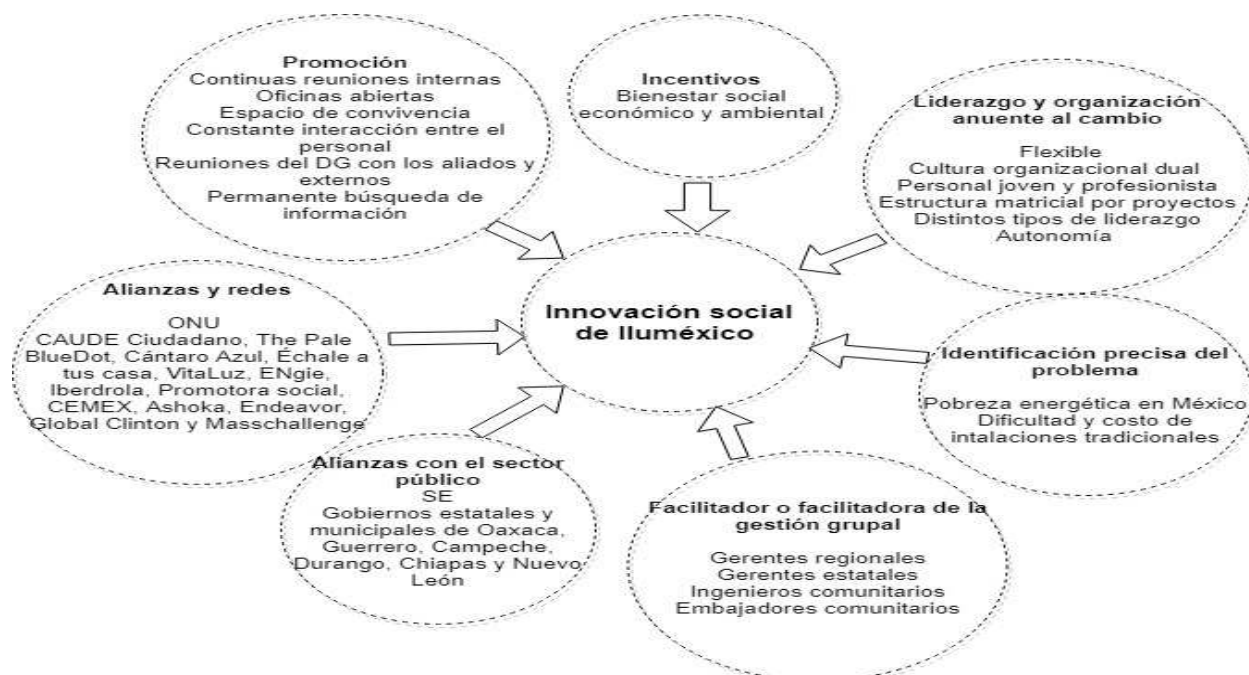 Promoción
Continuas reuniones internas
Oficinas abiertas
Espacio de convivencia
Constante interacción entre el
personal
Reuniones del DG con los aliados y
externos
Permanente búsqueda de
información
Incentivos
Bienestar social
económico y ambiental
Liderazgo y organización
anuente al cambio
Flexible
Cultura organizacional dual
Personal joven y profesionista
Estructura matricial por proyectos
Distintos tipos de liderazgo
Autonomía
Alianzas y redes
ONU
CAUDE Ciudadano, The Pale
BlueDot, Cántaro Azul, Échale a
tus casa, VitaLuz, ENgie,
Iberdrola, Promotora social,
CEMEX, Ashoka, Endeavor,
Global Clinton y Masschallenge
Innovación social
de Iluméxico
Identificación precisa del
problema
Pobreza energética en México
Dificultad y costo de
intalaciones tradicionales
Alianzas con el sector
público
SE
Gobiernos estatales y
municipales de Oaxaca,
Guerrero, Campeche,
Durango, Chiapas y Nuevo
León
Facilitador o facilitadora de la
gestión grupal
Gerentes regionales
Gerentes estatales
Ingenieros comunitarios
Embajadores comunitarios